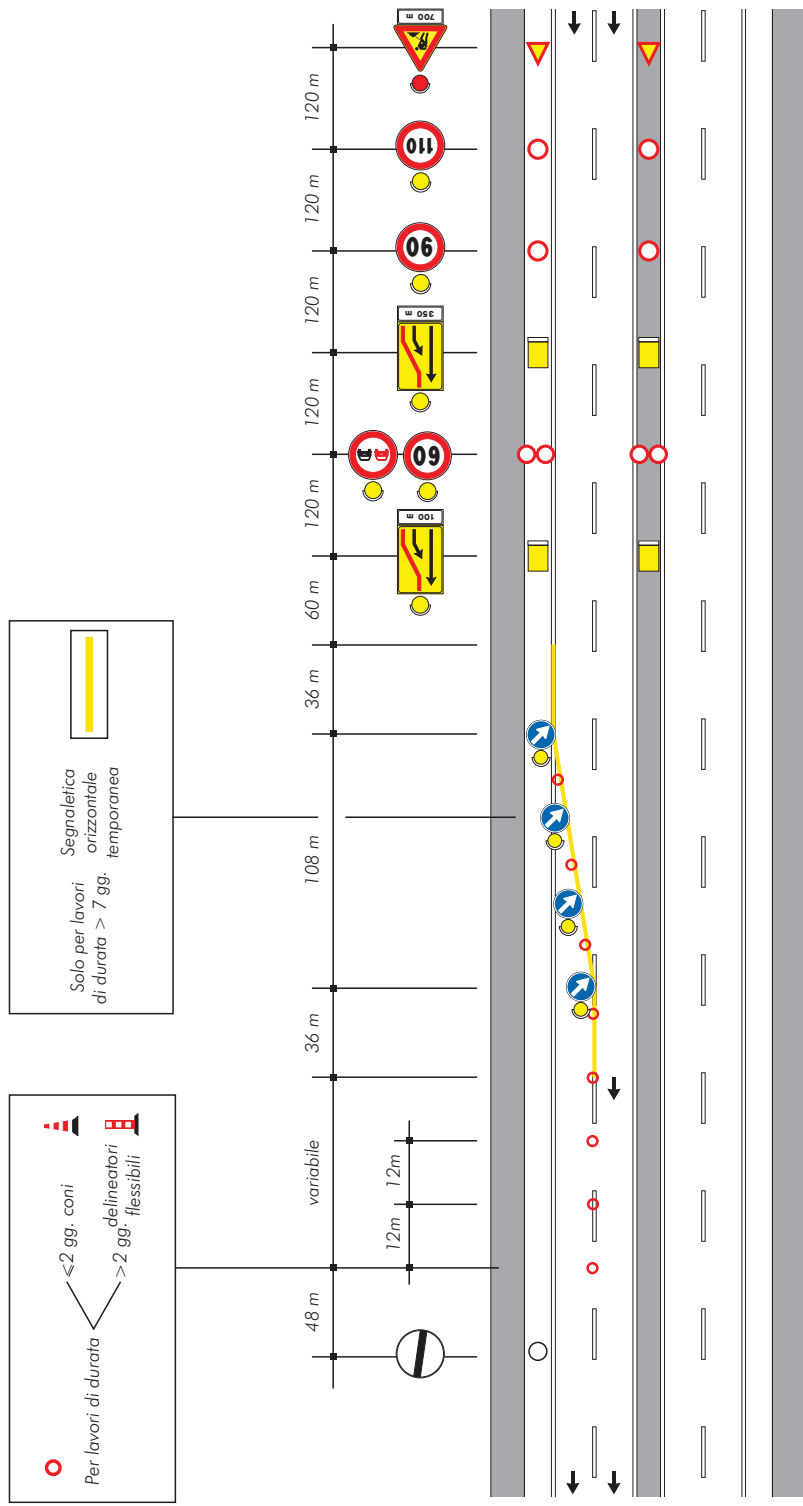 700 m
110
90
350 m
60
100 m
120 m
120 m
120 m
120 m
120 m
60 m
36 m
108 m
36 m
variabile
12m
12m
48 m
Solo per lavori
di durata > 7 gg.
Segnaletica
orizzontale
temporanea
Per lavori di durata
⩽2 gg. coni
>2 gg. delineatori
flessibili